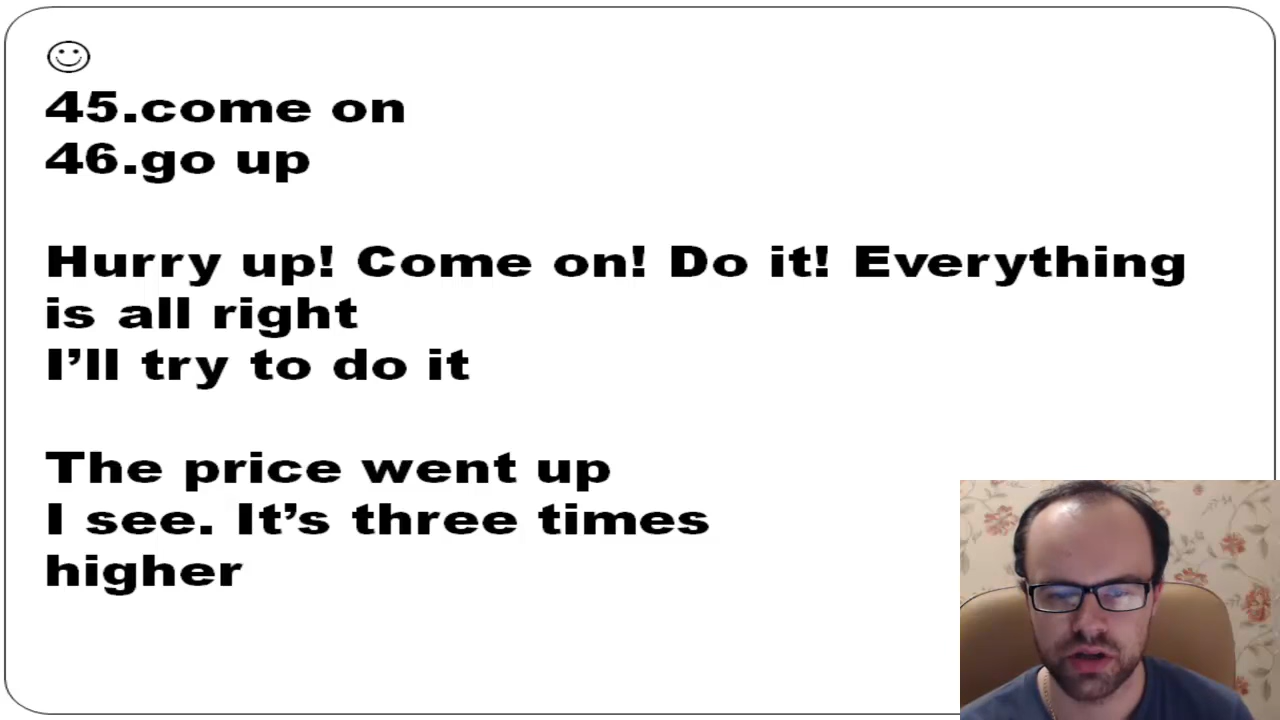 45.come on
46.go up
Hurry up! Come on! Do it! Everything
is all right
I’ll try to do it
The price went up
I see. It’s three times
higher